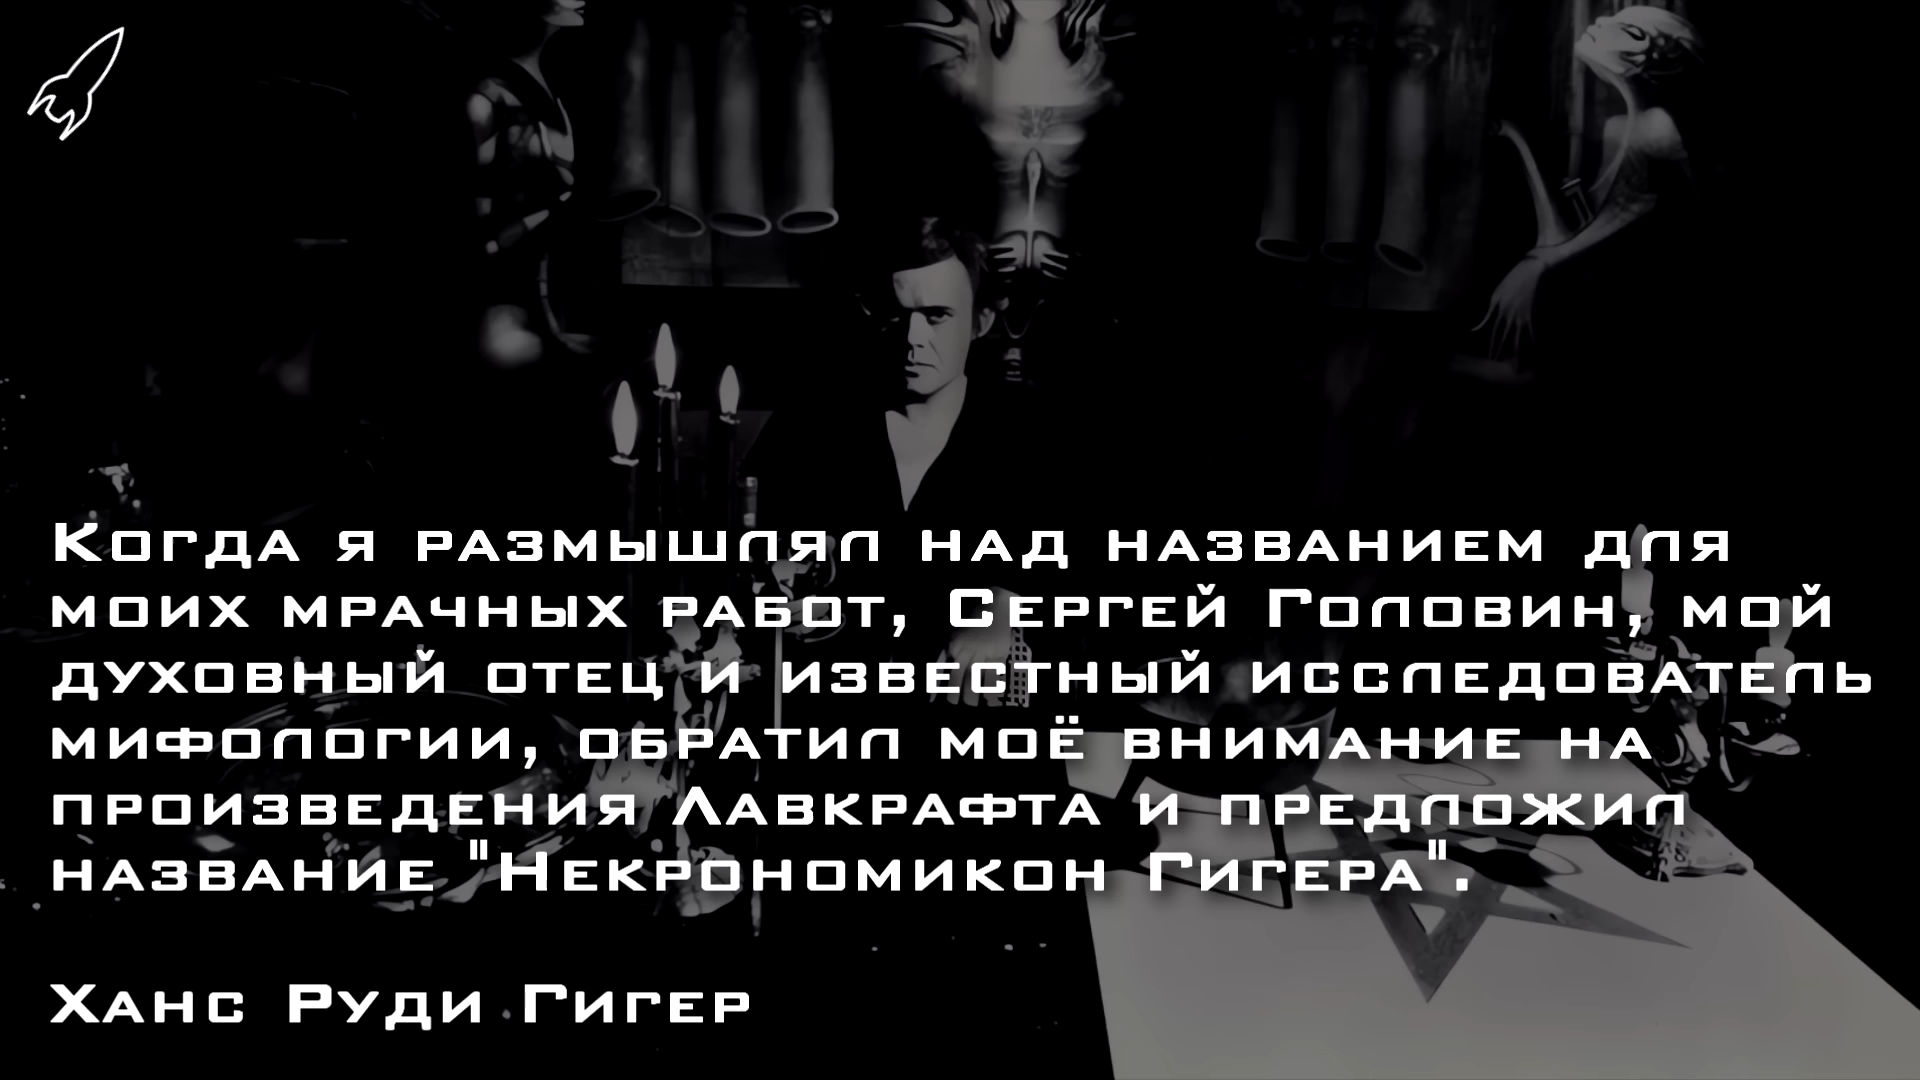 Когда я размышлял над названием для
моих мрачных работ, Сергей Головин, мой
духовный отец и известный исследователь
мифологии, обратил моё внимание на
произведения Лавкрафта и предложил
название "Некрономикон Гигера".
Ханс Руди Гигер